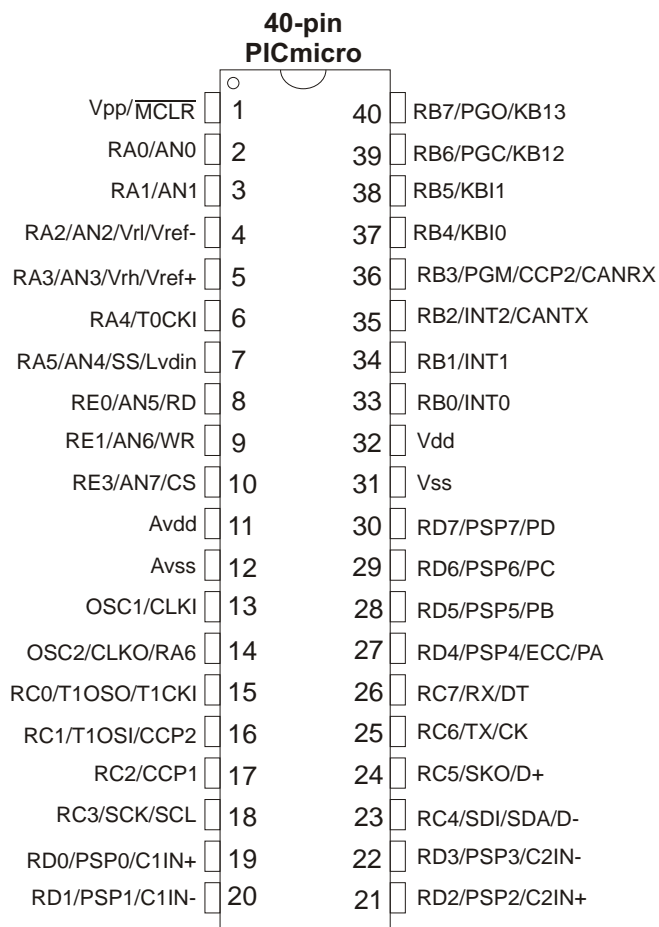 40-pin
PICmicro
Vpp/MCLR 1 40 RB7/PGO/KB13
RA0/AN0 2 39 RB6/PGC/KB12
RA1/AN1 3 38 RB5/KBI1
RA2/AN2/Vrl/Vref- 4 37 RB4/KBI0
RA3/AN3/Vrh/Vref+ 5 36 RB3/PGM/CCP2/CANRX
RA4/T0CKI 6 35 RB2/INT2/CANTX
RA5/AN4/SS/Lvdin 7 34 RB1/INT1
RE0/AN5/RD 8 33 RB0/INT0
RE1/AN6/WR 9 32 Vdd
RE3/AN7/CS 10 31 Vss
Avdd 11 30 RD7/PSP7/PD
Avss 12 29 RD6/PSP6/PC
OSC1/CLKI 13 28 RD5/PSP5/PB
OSC2/CLKO/RA6 14 27 RD4/PSP4/ECC/PA
RC0/T1OSO/T1CKI 15 26 RC7/RX/DT
RC1/T1OSI/CCP2 16 25 RC6/TX/CK
RC2/CCP1 17 24 RC5/SKO/D+
RC3/SCK/SCL 18 23 RC4/SDI/SDA/D-
RD0/PSP0/C1IN+ 19 22 RD3/PSP3/C2IN-
RD1/PSP1/C1IN- 20 21 RD2/PSP2/C2IN+